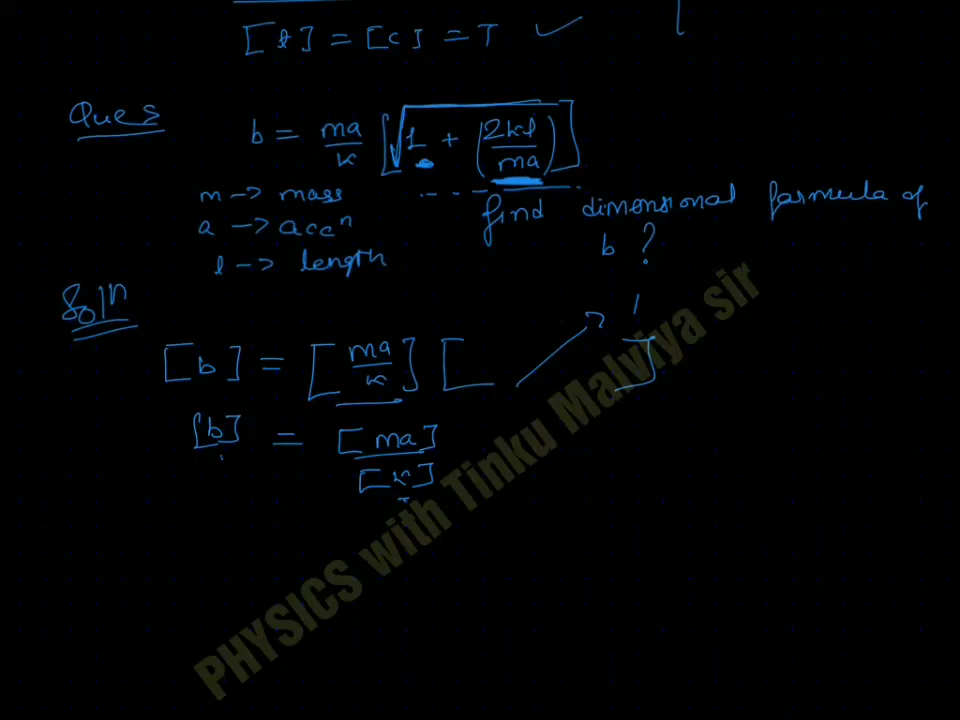 [t] = [c] = T ✓
Ques b = ma/k [√1 + (2kl/ma)]
m -> mass
a -> accⁿ
l -> length
find dimensional formula of
b ?
Solⁿ
[b] = [ma/k] [ ] 1
[b] = [ma]/[k]
PHYSICS with Tinku Malviya sir